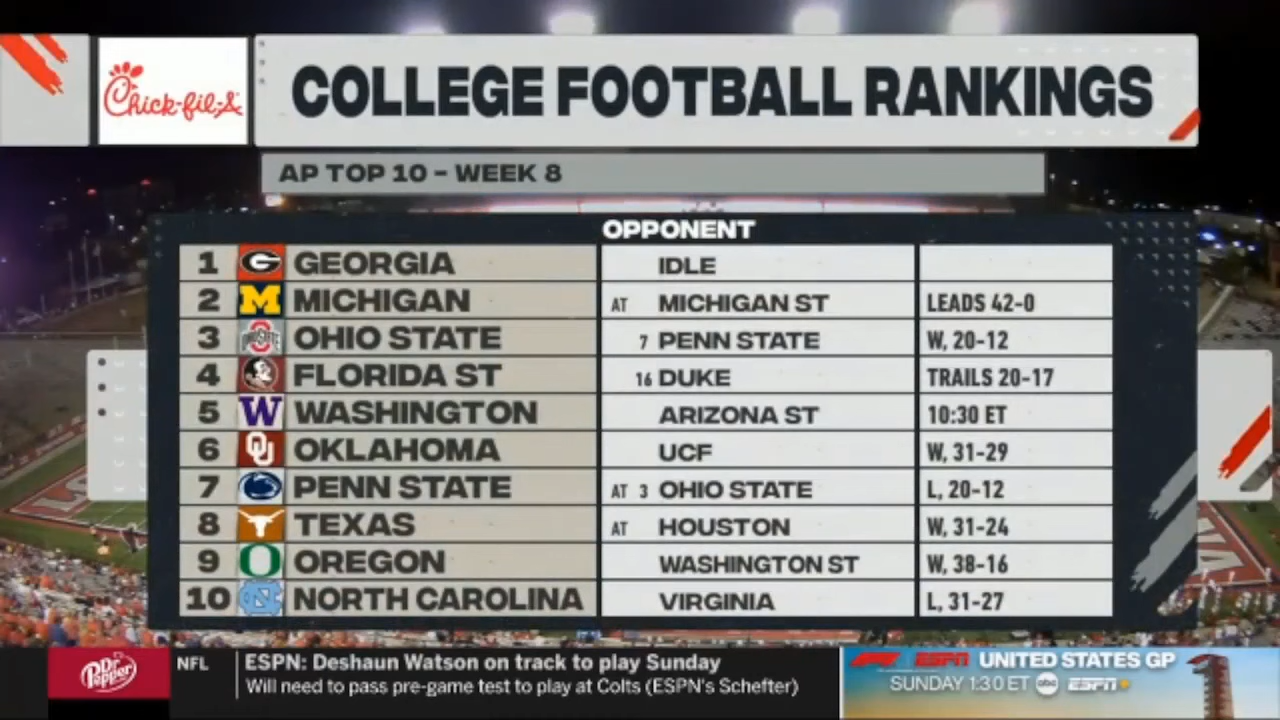 Chick-fil-A
COLLEGE FOOTBALL RANKINGS
AP TOP 10 - WEEK 8
OPPONENT
1 G GEORGIA IDLE
2 M MICHIGAN AT MICHIGAN ST LEADS 42-0
3 OHIO STATE 7 PENN STATE W, 20-12
4 FLORIDA ST 16 DUKE TRAILS 20-17
5 W WASHINGTON ARIZONA ST 10:30 ET
6 OU OKLAHOMA UCF W, 31-29
7 PENN STATE AT 3 OHIO STATE L, 20-12
8 TEXAS AT HOUSTON W, 31-24
9 O OREGON WASHINGTON ST W, 38-16
10 NC NORTH CAROLINA VIRGINIA L, 31-27
Dr Pepper
NFL
ESPN: Deshaun Watson on track to play Sunday
Will need to pass pre-game test to play at Colts (ESPN's Schefter)
F1 ESPN UNITED STATES GP
SUNDAY 1:30 ET abc ESPN+